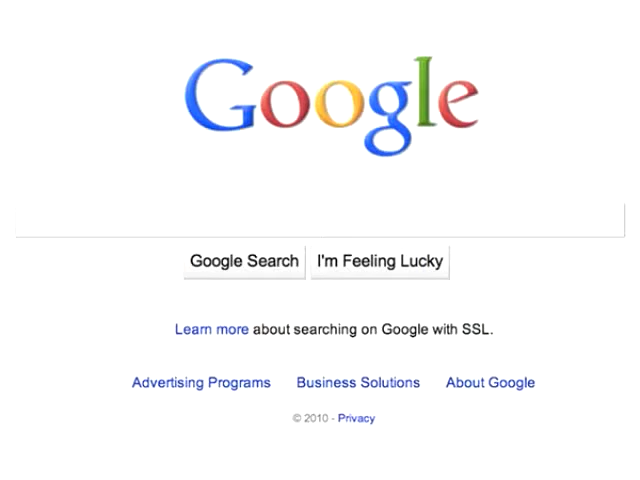 Google
Google Search I'm Feeling Lucky
Learn more about searching on Google with SSL.
Advertising Programs Business Solutions About Google
© 2010 - Privacy